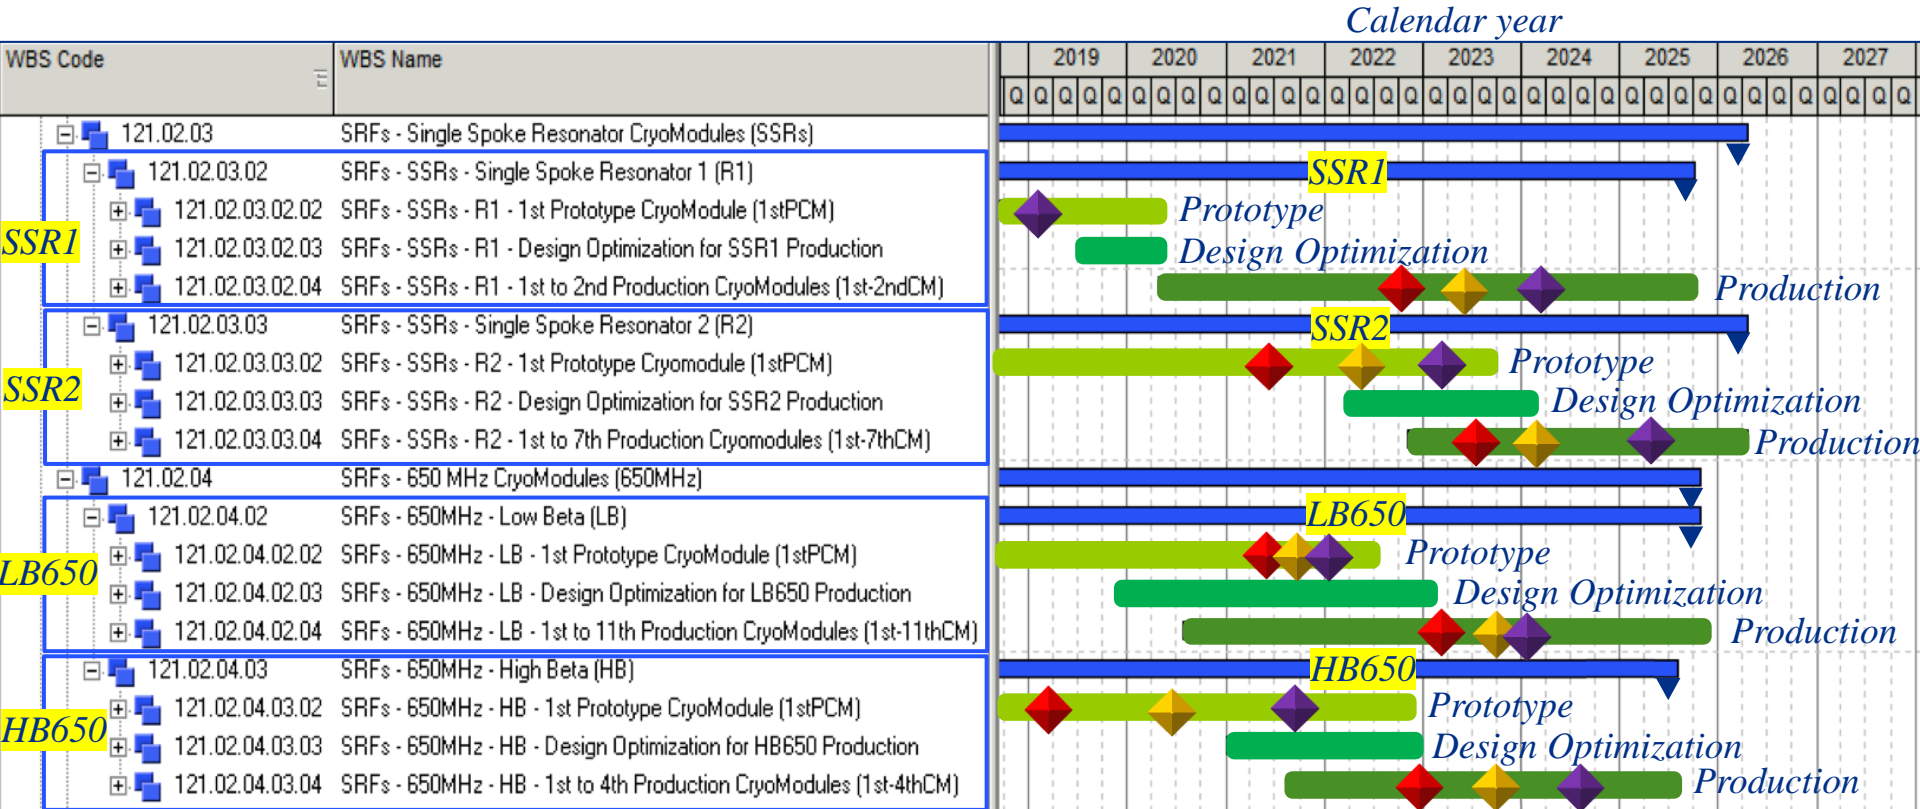 Calendar year
WBS Code WBS Name 2019 2020 2021 2022 2023 2024 2025 2026 2027
Q Q Q Q Q Q Q Q Q Q Q Q Q Q Q Q Q Q Q Q Q Q Q Q Q Q Q Q Q Q Q Q Q Q Q Q Q
121.02.03 SRFs - Single Spoke Resonator CryoModules (SSRs)
121.02.03.02 SRFs - SSRs - Single Spoke Resonator 1 (R1) SSR1
121.02.03.02.02 SRFs - SSRs - R1 - 1st Prototype CryoModule (1stPCM) Prototype
SSR1
121.02.03.02.03 SRFs - SSRs - R1 - Design Optimization for SSR1 Production Design Optimization
121.02.03.02.04 SRFs - SSRs - R1 - 1st to 2nd Production CryoModules (1st-2ndCM) Production
121.02.03.03 SRFs - SSRs - Single Spoke Resonator 2 (R2) SSR2
121.02.03.03.02 SRFs - SSRs - R2 - 1st Prototype Cryomodule (1stPCM) Prototype
SSR2
121.02.03.03.03 SRFs - SSRs - R2 - Design Optimization for SSR2 Production Design Optimization
121.02.03.03.04 SRFs - SSRs - R2 - 1st to 7th Production Cryomodules (1st-7thCM) Production
121.02.04 SRFs - 650 MHz CryoModules (650MHz)
121.02.04.02 SRFs - 650MHz - Low Beta (LB) LB650
121.02.04.02.02 SRFs - 650MHz - LB - 1st Prototype CryoModule (1stPCM) Prototype
LB650
121.02.04.02.03 SRFs - 650MHz - LB - Design Optimization for LB650 Production Design Optimization
121.02.04.02.04 SRFs - 650MHz - LB - 1st to 11th Production CryoModules (1st-11thCM) Production
121.02.04.03 SRFs - 650MHz - High Beta (HB) HB650
121.02.04.03.02 SRFs - 650MHz - HB - 1st Prototype CryoModule (1stPCM) Prototype
HB650
121.02.04.03.03 SRFs - 650MHz - HB - Design Optimization for HB650 Production Design Optimization
121.02.04.03.04 SRFs - 650MHz - HB - 1st to 4th Production CryoModules (1st-4thCM) Production